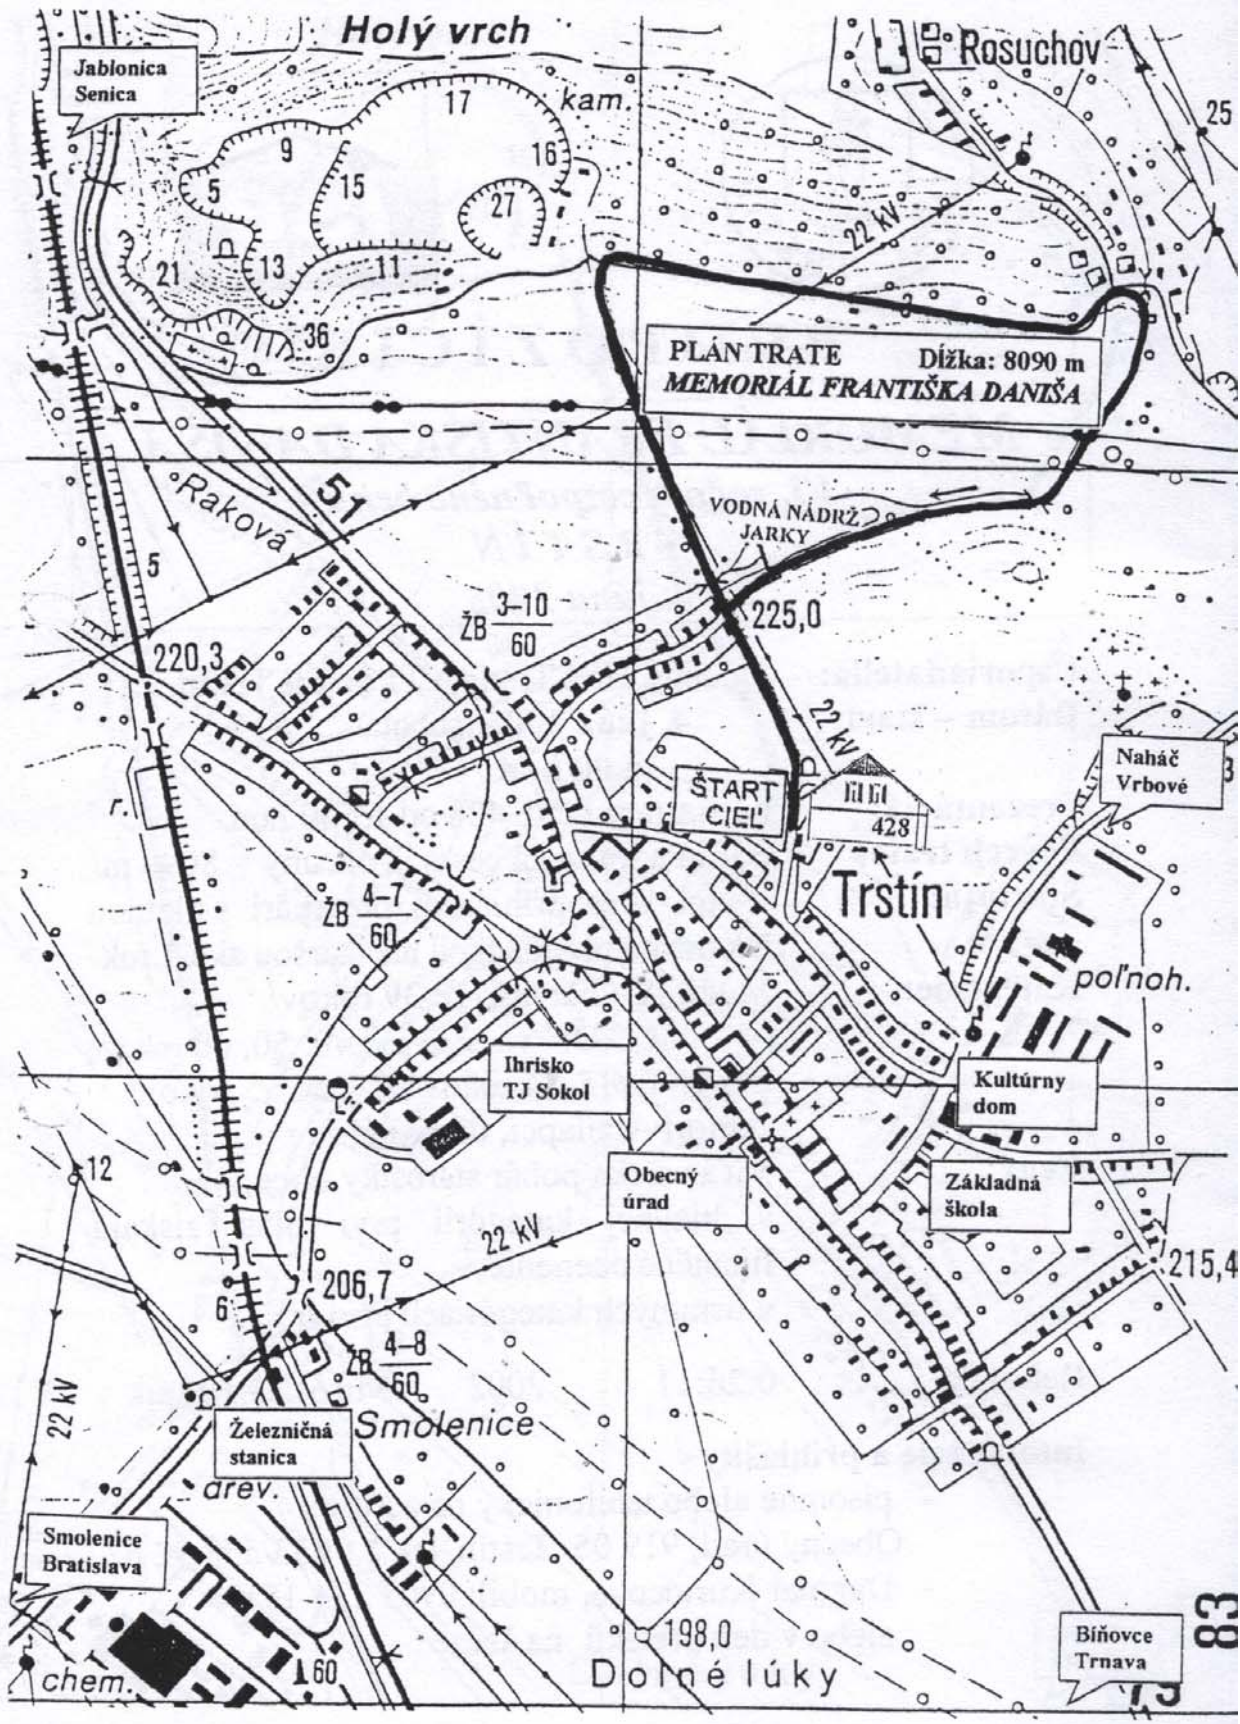 Holý vrch
Rosuchov
Jablonica
Senica
17
kam.
25
9
16
5
15
27
22 kV
21
13
11
36
PLÁN TRATE Dĺžka: 8090 m
MEMORIÁL FRANTIŠKA DANIŠA
51
Raková
VODNÁ NÁDRŽ
JARKY
5
ŽB 3–10
60
225,0
220,3
22 kV
Naháč
Vrbové
3
r.
ŠTART
CIEĽ
428
Trstín
ŽB 4–7
60
poľnoh.
Ihrisko
TJ Sokol
Kultúrny
dom
12
Obecný
úrad
Základná
škola
22 kV
206,7
215,4
6
ŽB 4–8
60
22 kV
Železničná
stanica
Smolenice
drev.
Smolenice
Bratislava
83
198,0
Bíňovce
Trnava
60
Dolné lúky
chem.